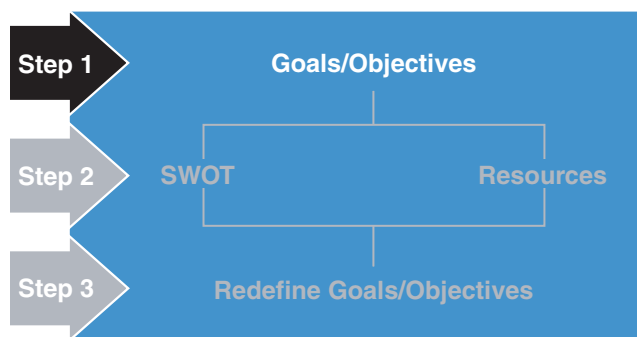 Step 1
Goals/Objectives
Step 2
SWOT
Resources
Step 3
Redefine Goals/Objectives